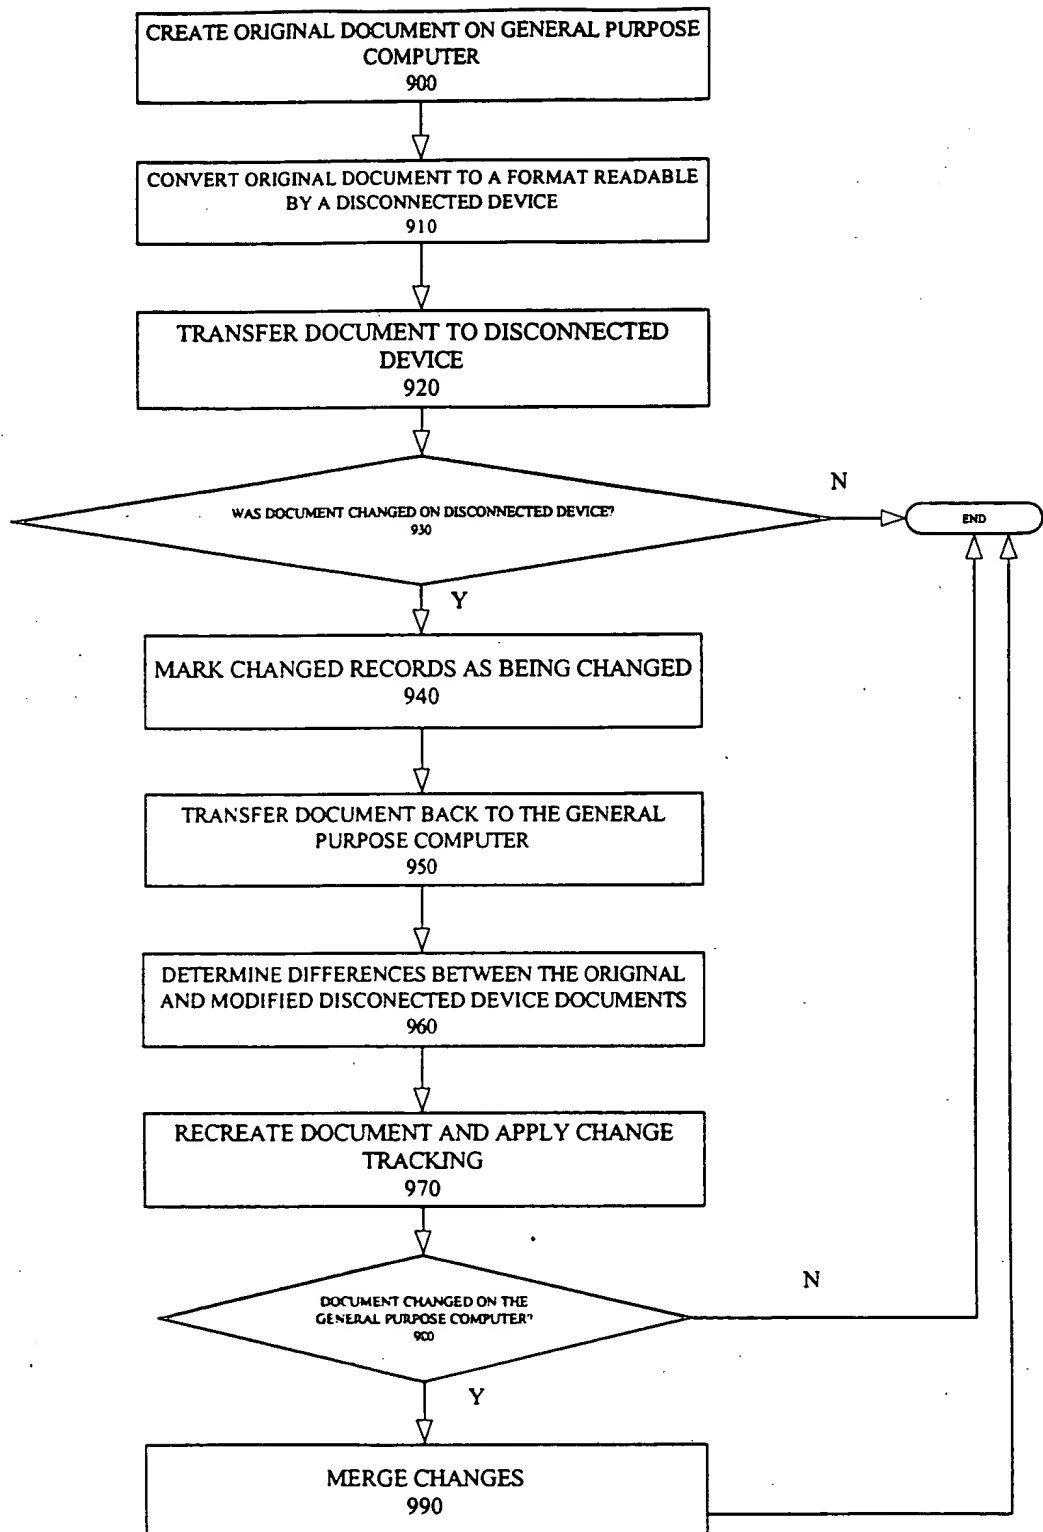 CREATE ORIGINAL DOCUMENT ON GENERAL PURPOSE
COMPUTER
900
CONVERT ORIGINAL DOCUMENT TO A FORMAT READABLE
BY A DISCONNECTED DEVICE
910
TRANSFER DOCUMENT TO DISCONNECTED
DEVICE
920
N
WAS DOCUMENT CHANGED ON DISCONNECTED DEVICE?
930
END
Y
MARK CHANGED RECORDS AS BEING CHANGED
940
TRANSFER DOCUMENT BACK TO THE GENERAL
PURPOSE COMPUTER
950
DETERMINE DIFFERENCES BETWEEN THE ORIGINAL
AND MODIFIED DISCONECTED DEVICE DOCUMENTS
960
RECREATE DOCUMENT AND APPLY CHANGE
TRACKING
970
N
DOCUMENT CHANGED ON THE
GENERAL PURPOSE COMPUTER?
Y
MERGE CHANGES
990